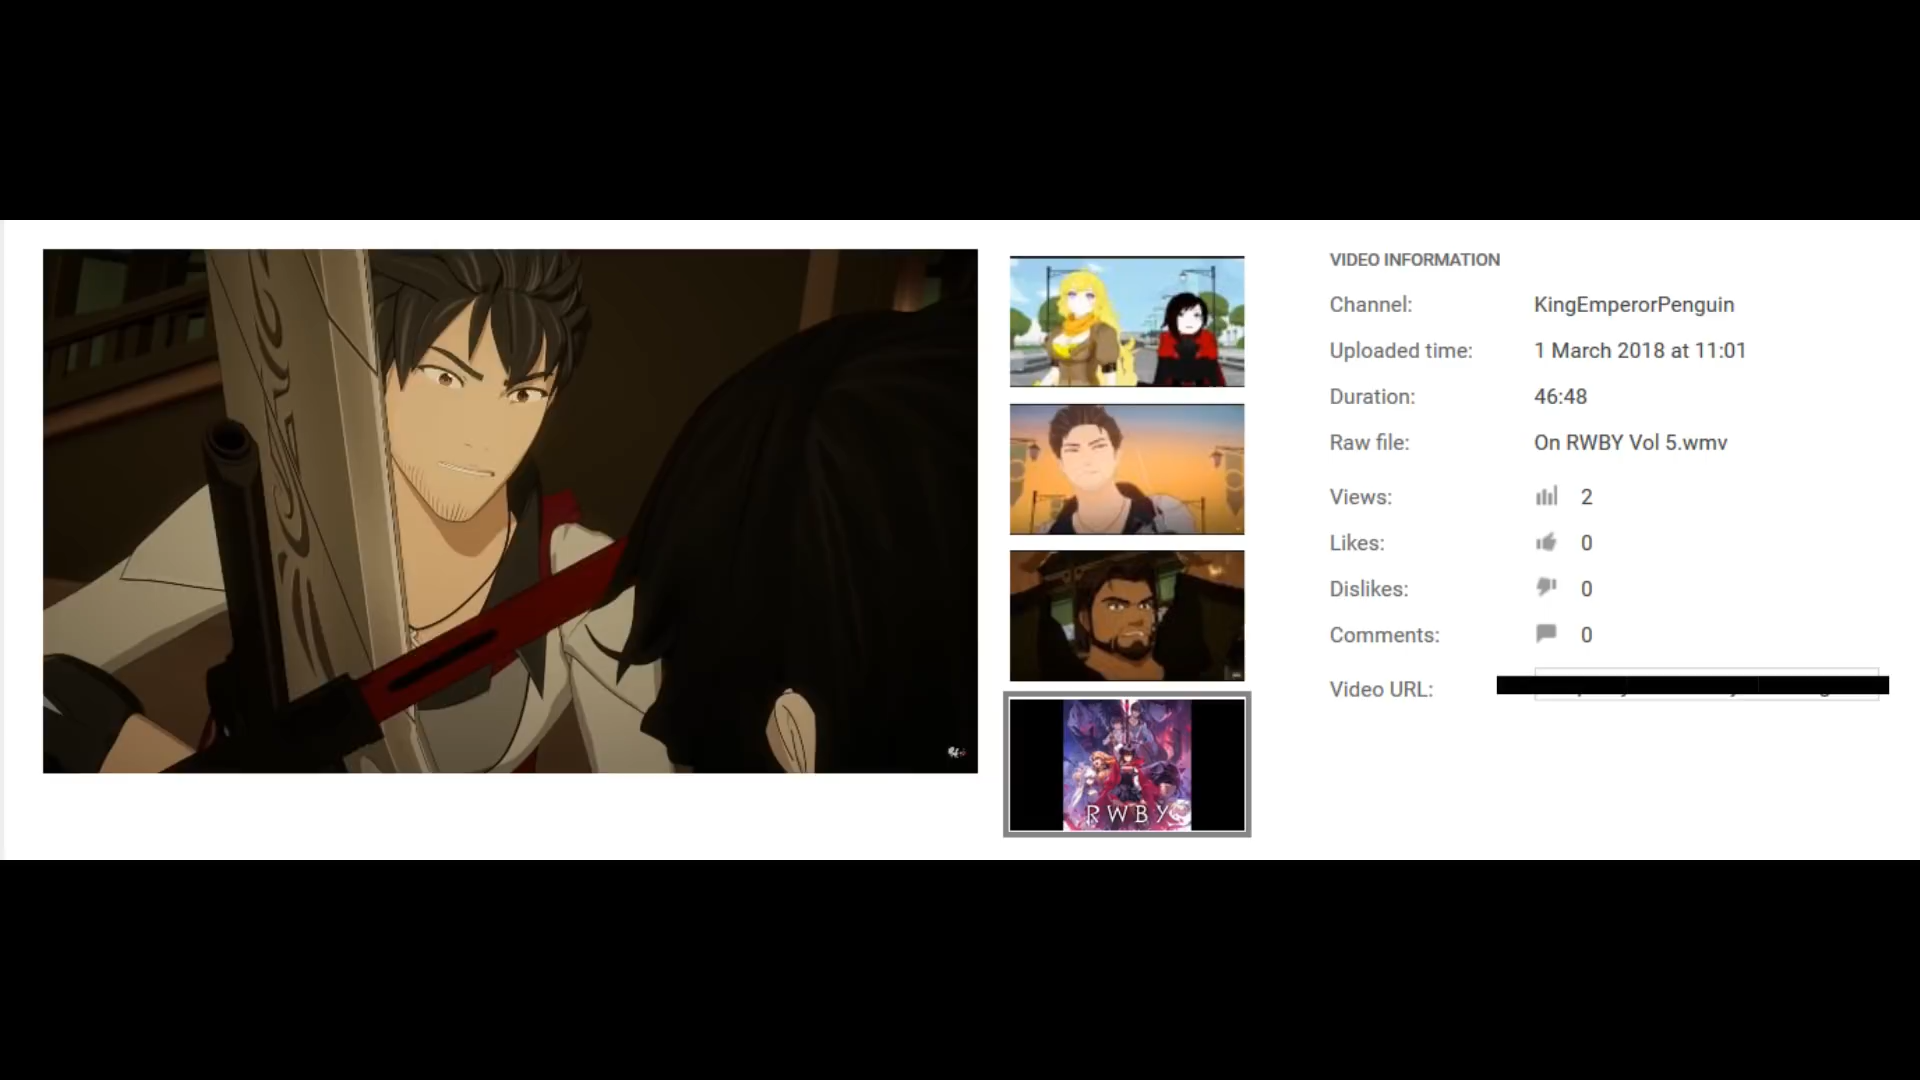 VIDEO INFORMATION
Channel: KingEmperorPenguin
Uploaded time: 1 March 2018 at 11:01
Duration: 46:48
Raw file: On RWBY Vol 5.wmv
Views: 2
Likes: 0
Dislikes: 0
Comments: 0
Video URL:
RWBY